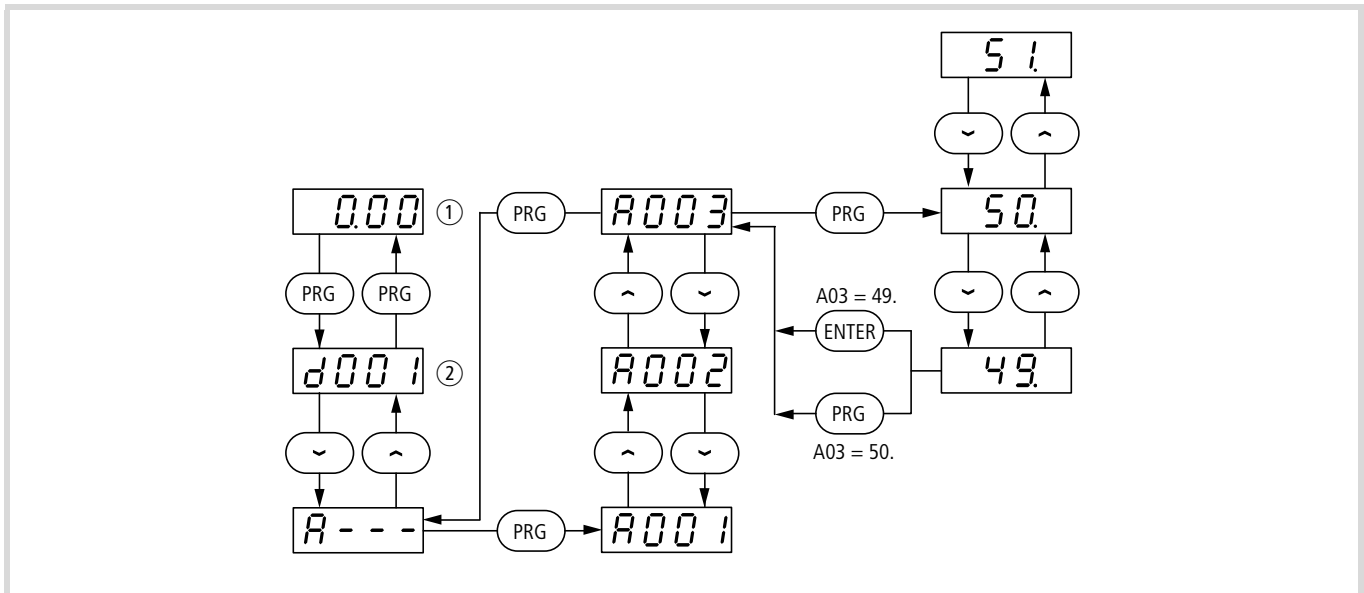 51.
0.00
1
PRG
A003
PRG
50.
PRG
PRG
A03 = 49.
ENTER
d001
2
A002
49.
PRG
A03 = 50.
A---
PRG
A001